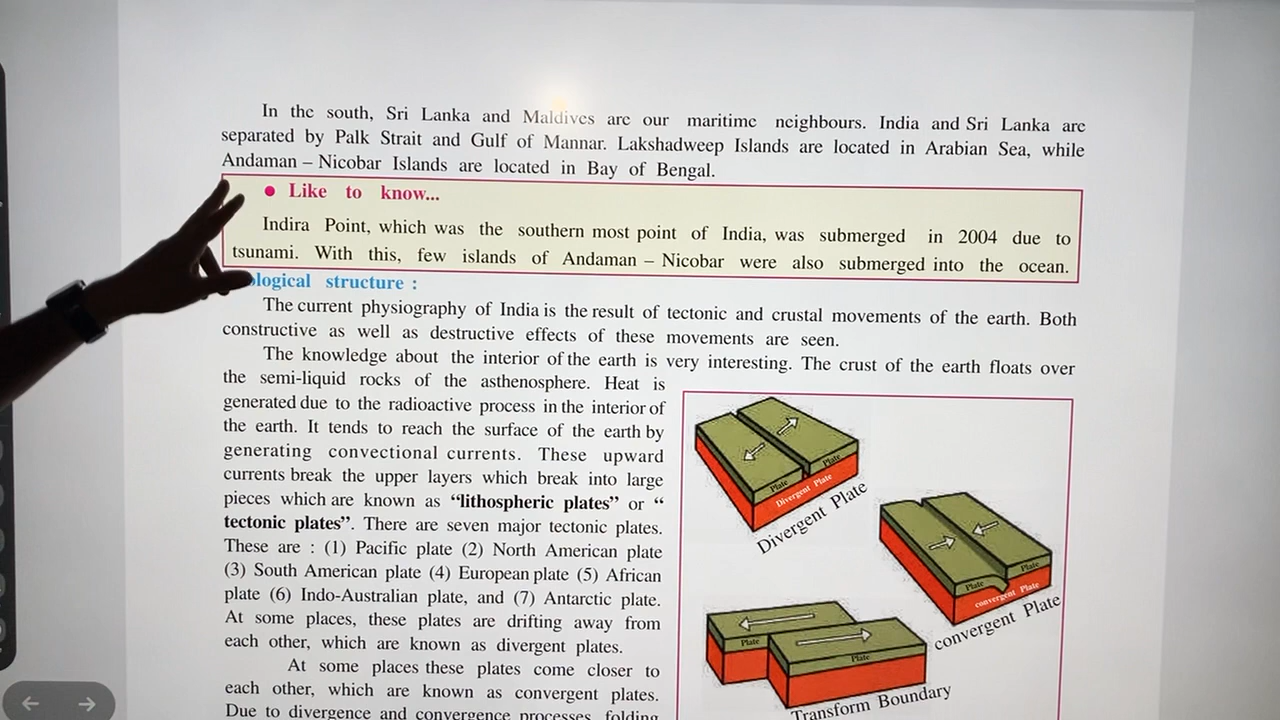 In the south, Sri Lanka and Maldives are our maritime neighbours. India and Sri Lanka are
separated by Palk Strait and Gulf of Mannar. Lakshadweep Islands are located in Arabian Sea, while
Andaman – Nicobar Islands are located in Bay of Bengal.
● Like to know...
Indira Point, which was the southern most point of India, was submerged in 2004 due to
tsunami. With this, few islands of Andaman – Nicobar were also submerged into the ocean.
ological structure :
The current physiography of India is the result of tectonic and crustal movements of the earth. Both
constructive as well as destructive effects of these movements are seen.
The knowledge about the interior of the earth is very interesting. The crust of the earth floats over
the semi-liquid rocks of the asthenosphere. Heat is
generated due to the radioactive process in the interior of
the earth. It tends to reach the surface of the earth by
generating convectional currents. These upward
currents break the upper layers which break into large
pieces which are known as “lithospheric plates” or “
tectonic plates”. There are seven major tectonic plates.
These are : (1) Pacific plate (2) North American plate
(3) South American plate (4) European plate (5) African
plate (6) Indo-Australian plate, and (7) Antarctic plate.
At some places, these plates are drifting away from
each other, which are known as divergent plates.
At some places these plates come closer to
each other, which are known as convergent plates.
Due to divergence and convergence processes, folding
Plate
Plate
Divergent Plate
Divergent Plate
Plate
Plate
convergent Plate
convergent Plate
Plate
Plate
Transform Boundary